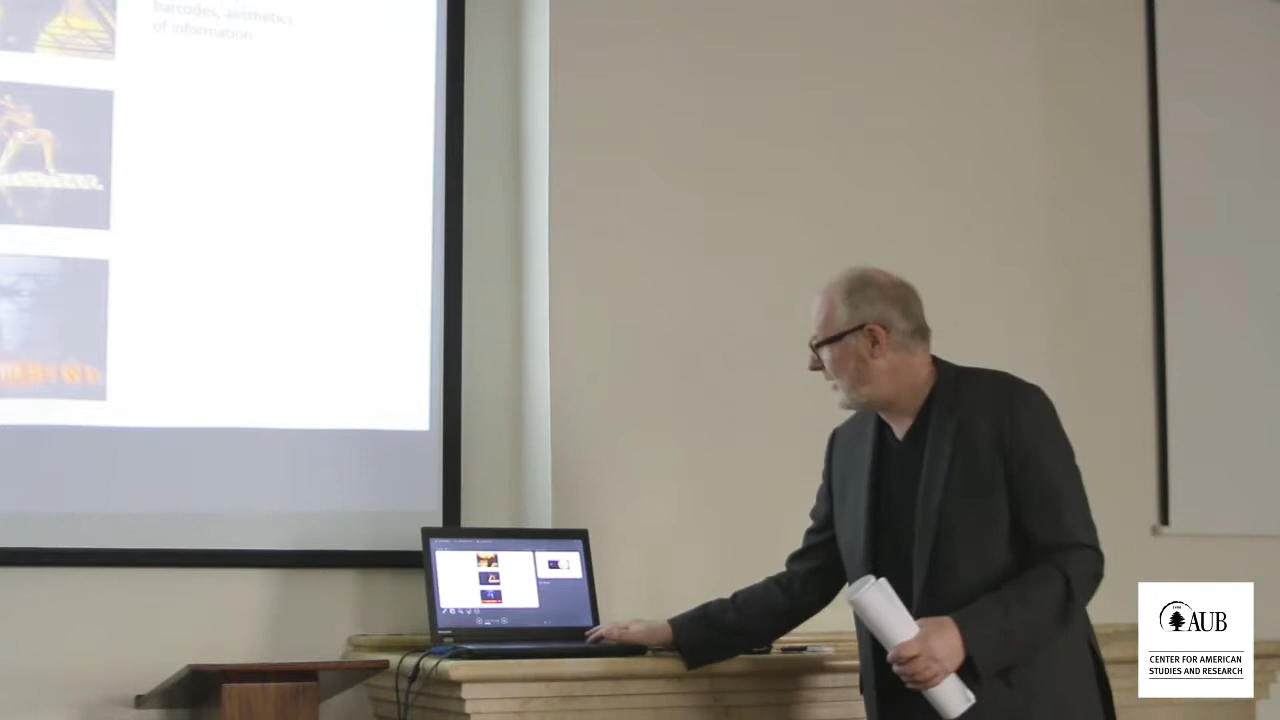 barcodes, aesthetics
of information
AUB
CENTER FOR AMERICAN
STUDIES AND RESEARCH